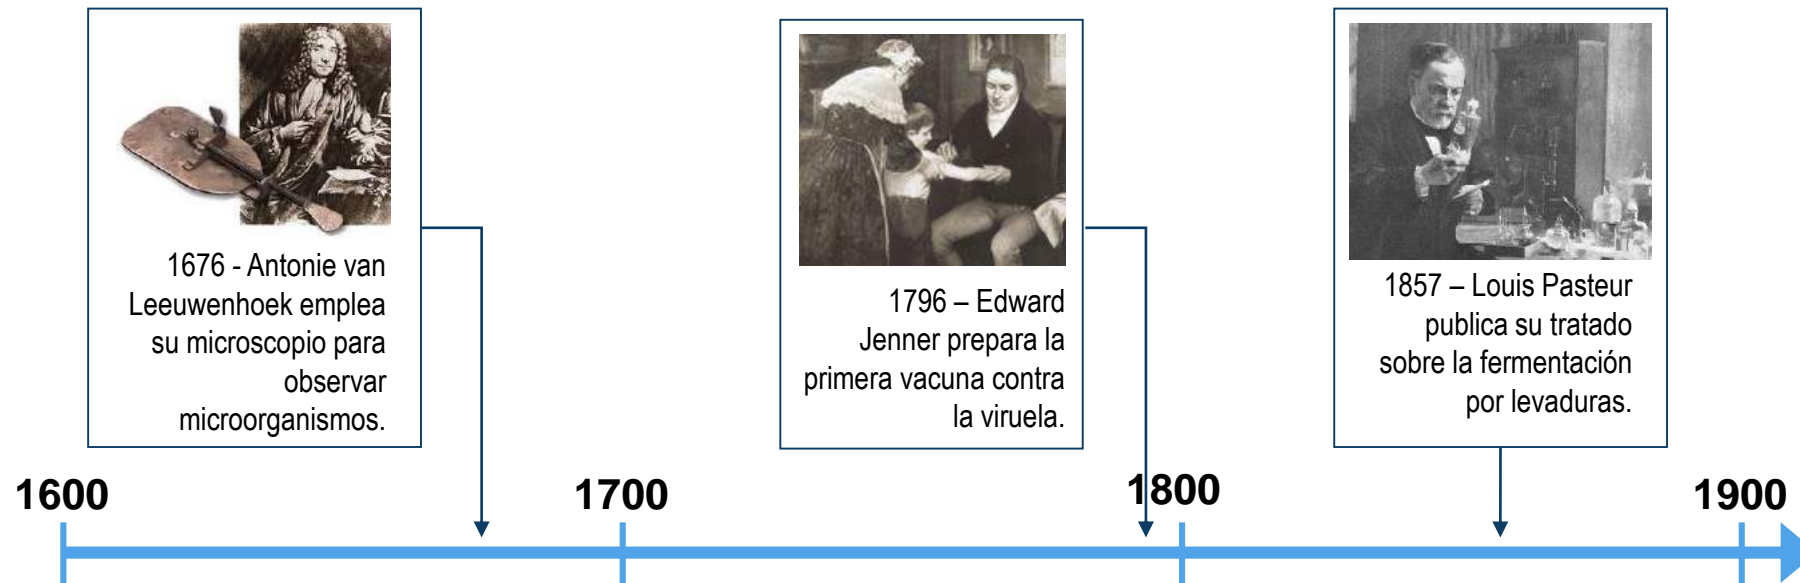 1676 - Antonie van
Leeuwenhoek emplea
su microscopio para
observar
microorganismos.
1796 – Edward
Jenner prepara la
primera vacuna contra
la viruela.
1857 – Louis Pasteur
publica su tratado
sobre la fermentación
por levaduras.
1600
1700
1800
1900